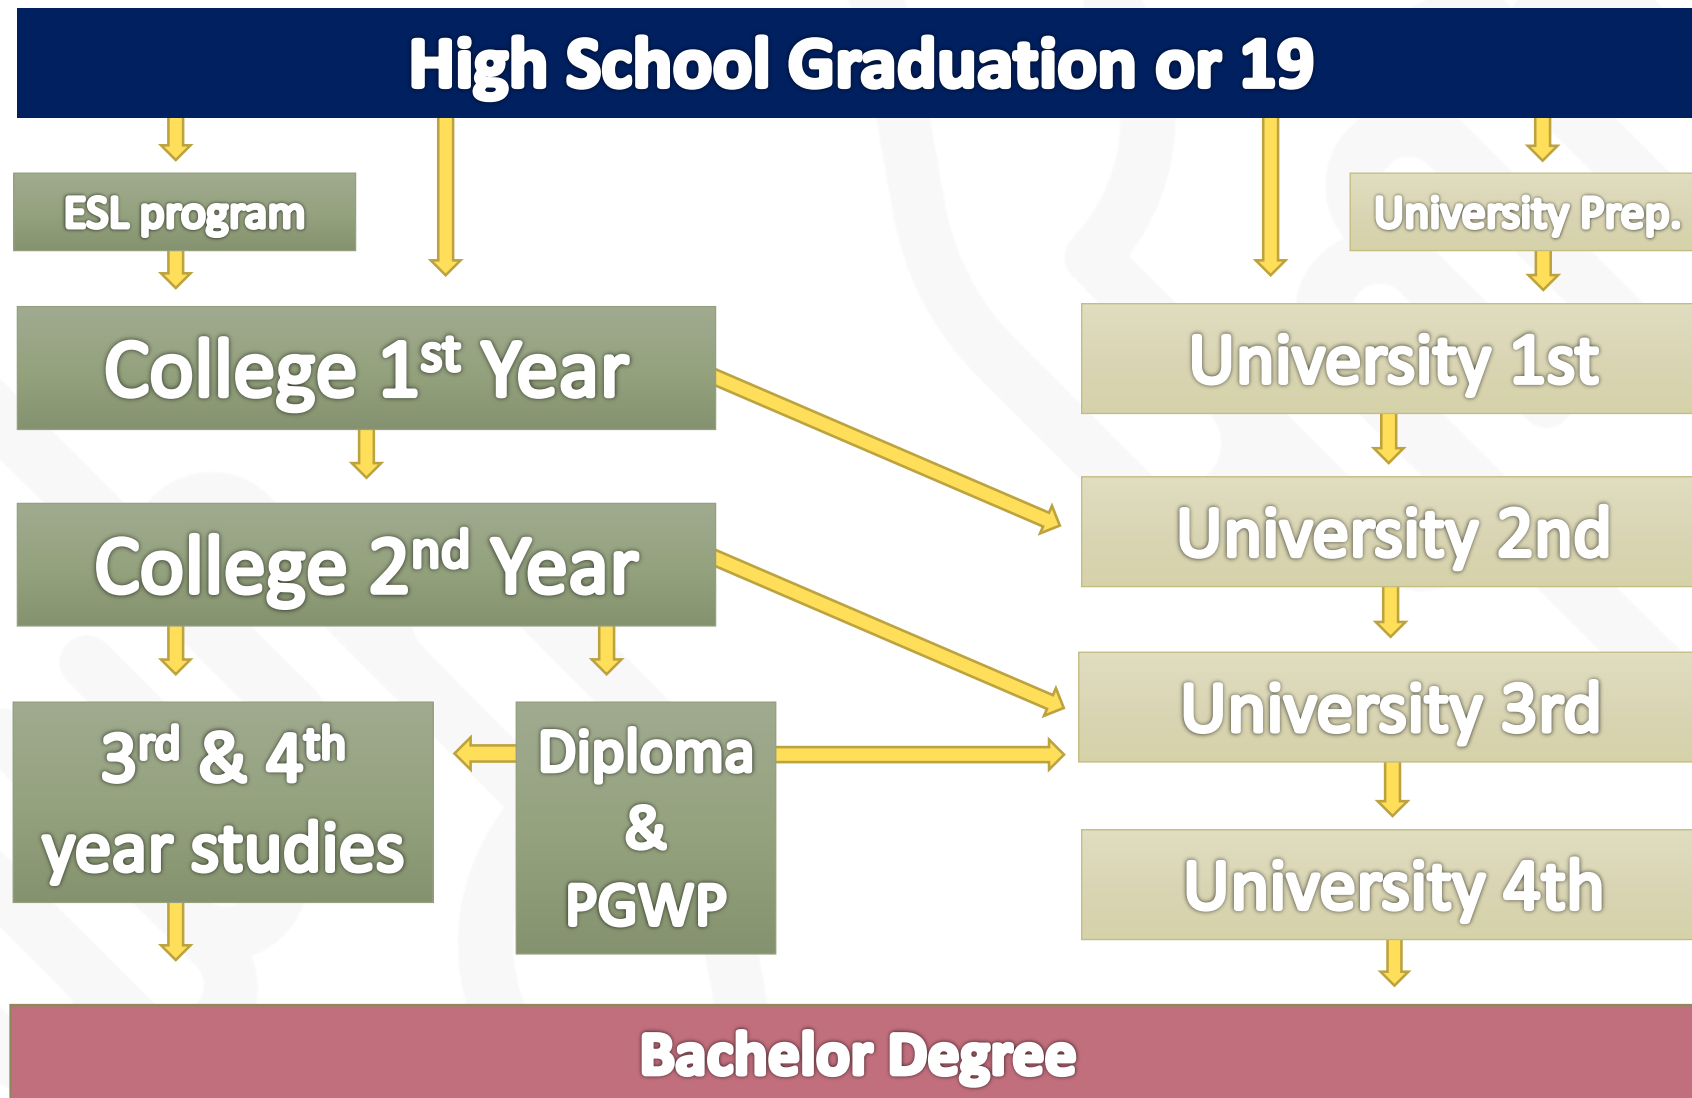 High School Graduation or 19
ESL program
University Prep.
College 1st Year
University 1st
College 2nd Year
University 2nd
3rd & 4th
year studies
Diploma
&
PGWP
University 3rd
University 4th
Bachelor Degree